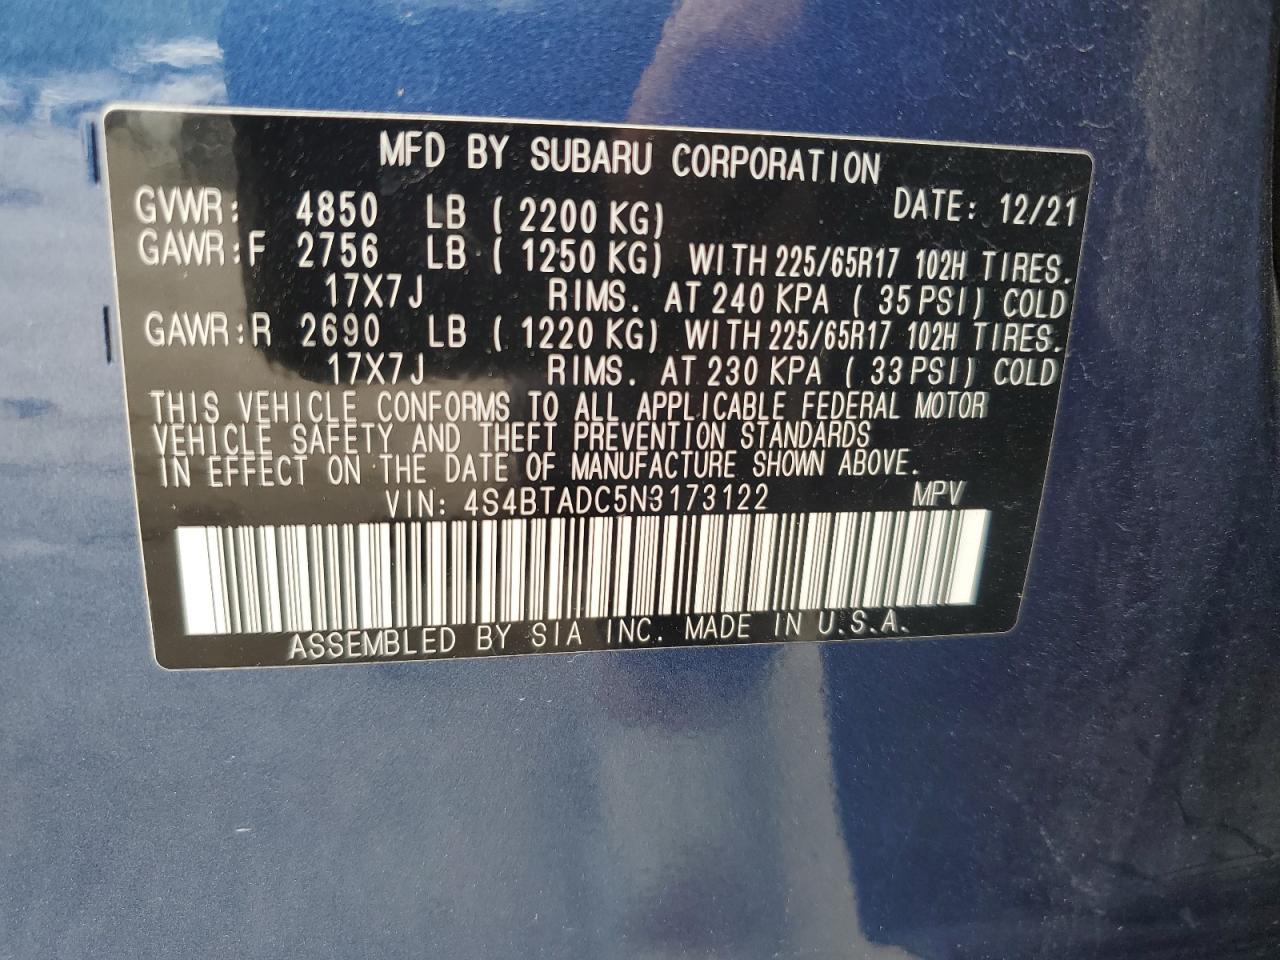 MFD BY SUBARU CORPORATION
GVWR: 4850 LB ( 2200 KG) DATE: 12/21
GAWR:F 2756 LB ( 1250 KG) WITH 225/65R17 102H TIRES.
17X7J RIMS. AT 240 KPA ( 35 PSI) COLD
GAWR:R 2690 LB ( 1220 KG) WITH 225/65R17 102H TIRES.
17X7J RIMS. AT 230 KPA ( 33 PSI) COLD
THIS VEHICLE CONFORMS TO ALL APPLICABLE FEDERAL MOTOR
VEHICLE SAFETY AND THEFT PREVENTION STANDARDS
IN EFFECT ON THE DATE OF MANUFACTURE SHOWN ABOVE.
VIN: 4S4BTADC5N3173122 MPV
ASSEMBLED BY SIA INC. MADE IN U.S.A.